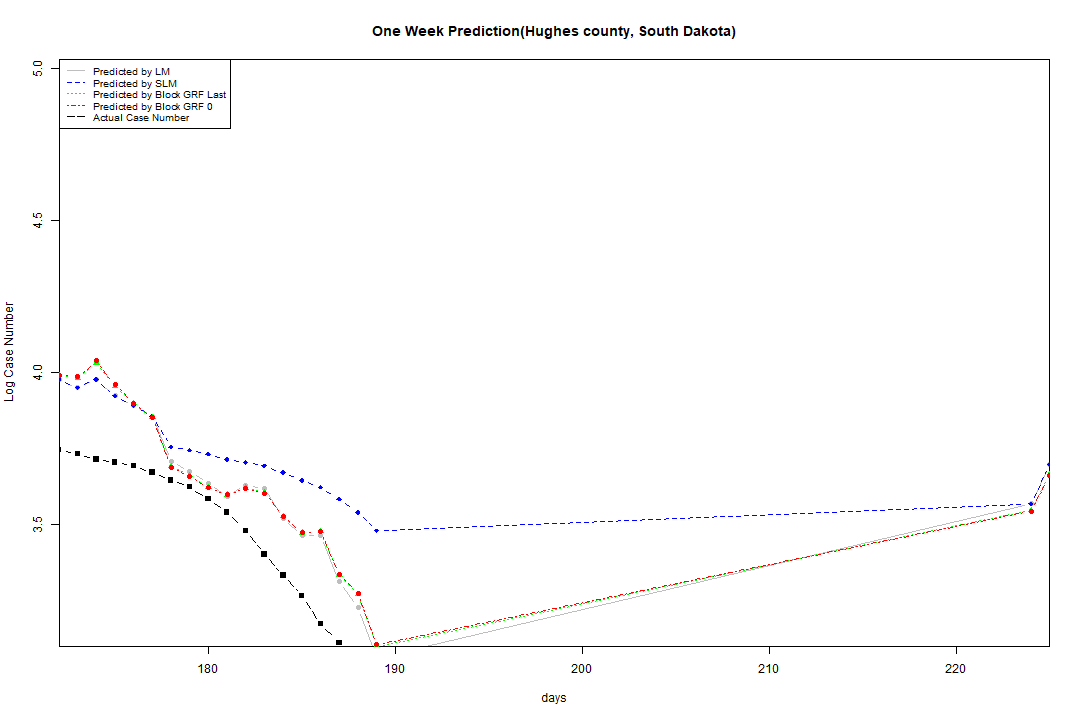 One Week Prediction(Hughes county, South Dakota)
5.0
4.5
4.0
3.5
Log Case Number
Predicted by LM
Predicted by SLM
Predicted by Block GRF Last
Predicted by Block GRF 0
Actual Case Number
180
190
200
210
220
days